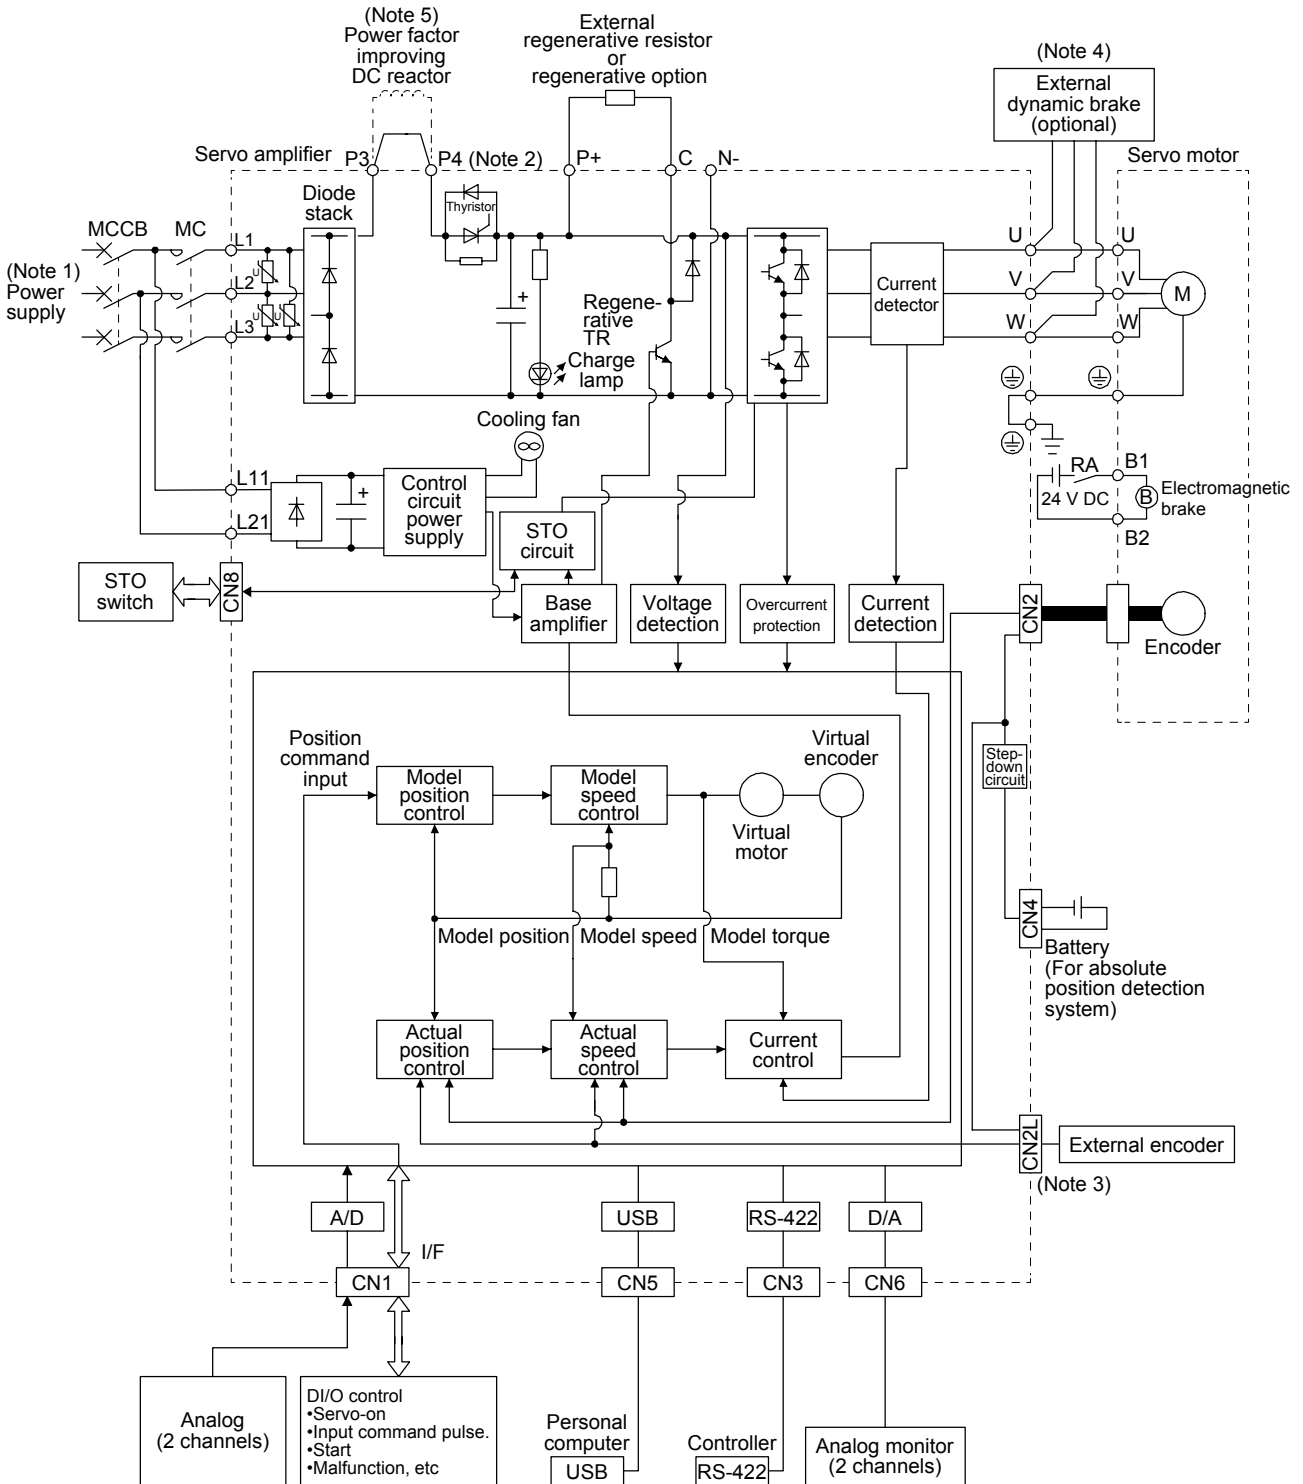 (Note 5)
Power factor
improving
DC reactor
External
regenerative resistor
or
regenerative option
(Note 4)
External
dynamic brake
(optional)
Servo amplifier
P3
P4 (Note 2)
P+
C
N-
Servo motor
Diode
stack
Thyristor
MCCB
MC
L1
L2
L3
(Note 1)
Power
supply
U
U
U
+
Regene-
rative
TR
Charge
lamp
Current
detector
U
V
W
U
V
W
M
Cooling fan
L11
L21
+
Control
circuit
power
supply
STO
circuit
RA
24 V DC
B1
B
B2
Electromagnetic
brake
STO
switch
CN8
Base
amplifier
Voltage
detection
Overcurrent
protection
Current
detection
CN2
Encoder
Position
command
input
Model
position
control
Model
speed
control
Virtual
encoder
Virtual
motor
Step-
down
circuit
Model position
Model speed
Model torque
CN4
Battery
(For absolute
position detection
system)
Actual
position
control
Actual
speed
control
Current
control
CN2L
External encoder
(Note 3)
A/D
I/F
USB
RS-422
D/A
CN1
CN5
CN3
CN6
Analog
(2 channels)
DI/O control
•Servo-on
•Input command pulse.
•Start
•Malfunction, etc
Personal
computer
USB
Controller
RS-422
Analog monitor
(2 channels)